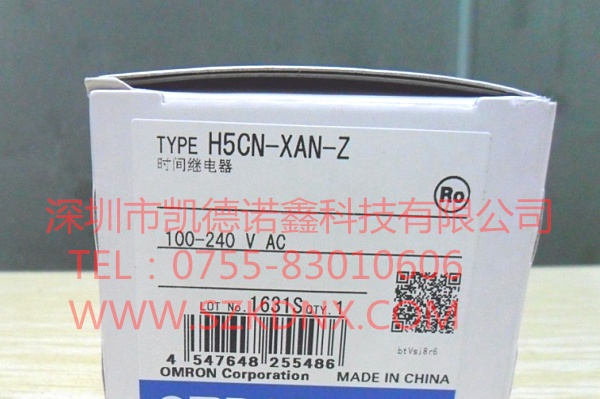 TYPE H5CN-XAN-Z
时间继电器
Ro
深圳市凯德诺鑫科技有限公司
100-240 V AC
TEL：0755-83010606
LOT No. 1631S QTY. 1
WWW.SZKDNX.COM
btVsj8r6
4 547648 255486
OMRON Corporation MADE IN CHINA